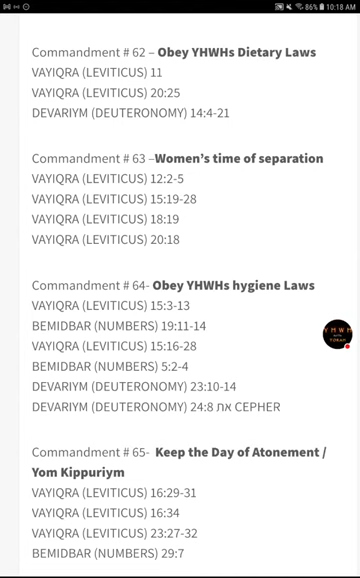 86% 10:18 AM
Commandment # 62 – Obey YHWHs Dietary Laws
VAYIQRA (LEVITICUS) 11
VAYIQRA (LEVITICUS) 20:25
DEVARIYM (DEUTERONOMY) 14:4-21
Commandment # 63 –Women’s time of separation
VAYIQRA (LEVITICUS) 12:2-5
VAYIQRA (LEVITICUS) 15:19-28
VAYIQRA (LEVITICUS) 18:19
VAYIQRA (LEVITICUS) 20:18
Commandment # 64- Obey YHWHs hygiene Laws
VAYIQRA (LEVITICUS) 15:3-13
BEMIDBAR (NUMBERS) 19:11-14
VAYIQRA (LEVITICUS) 15:16-28
BEMIDBAR (NUMBERS) 5:2-4
DEVARIYM (DEUTERONOMY) 23:10-14
DEVARIYM (DEUTERONOMY) 24:8 את CEPHER
Commandment # 65- Keep the Day of Atonement /
Yom Kippuriym
VAYIQRA (LEVITICUS) 16:29-31
VAYIQRA (LEVITICUS) 16:34
VAYIQRA (LEVITICUS) 23:27-32
BEMIDBAR (NUMBERS) 29:7